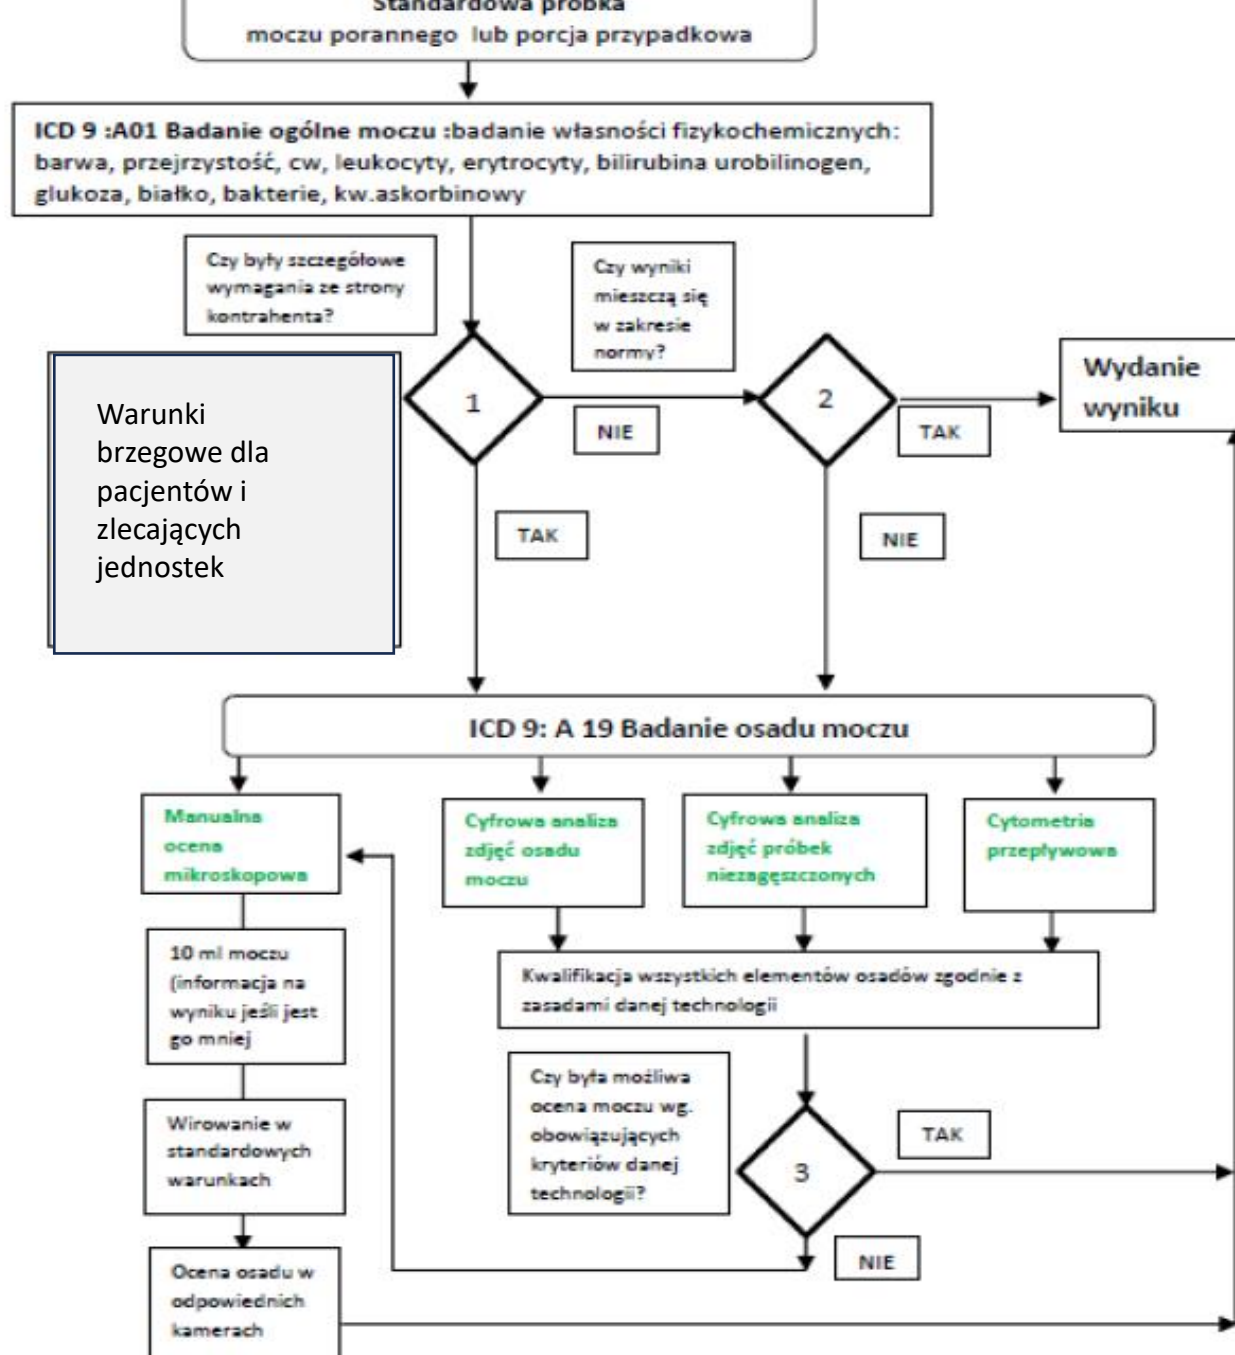 Standardowa próbka
moczu porannego lub porcja przypadkowa
ICD 9 :A01 Badanie ogólne moczu :badanie własności fizykochemicznych:
barwa, przejrzystość, cw, leukocyty, erytrocyty, bilirubina urobilinogen,
glukoza, białko, bakterie, kw.askorbinowy
Czy były szczegółowe
wymagania ze strony
kontrahenta?
Czy wyniki
mieszczą się
w zakresie
normy?
Warunki
brzegowe dla
pacjentów i
zlecających
jednostek
1
NIE
2
TAK
Wydanie
wyniku
TAK
NIE
ICD 9: A 19 Badanie osadu moczu
Manualna
ocena
mikroskopowa
Cyfrowa analiza
zdjęć osadu
moczu
Cyfrowa analiza
zdjęć próbek
niezagęszczonych
Cytometria
przepływowa
10 ml moczu
(informacja na
wyniku jeśli jest
go mniej
Kwalifikacja wszystkich elementów osadów zgodnie z
zasadami danej technologii
Czy była możliwa
ocena moczu wg.
obowiązujących
kryteriów danej
technologii?
3
TAK
NIE
Wirowanie w
standardowych
warunkach
Ocena osadu w
odpowiednich
kamerach